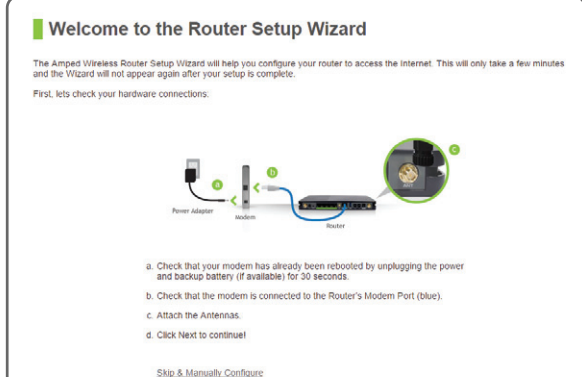 Welcome to the Router Setup Wizard
The Amped Wireless Router Setup Wizard will help you configure your router to access the Internet. This will only take a few minutes
and the Wizard will not appear again after your setup is complete.
First, lets check your hardware connections:
a
b
c
Power Adapter
Modem
Router
a. Check that your modem has already been rebooted by unplugging the power
and backup battery (if available) for 30 seconds.
b. Check that the modem is connected to the Router's Modem Port (blue).
c. Attach the Antennas.
d. Click Next to continue!
Skip & Manually Configure